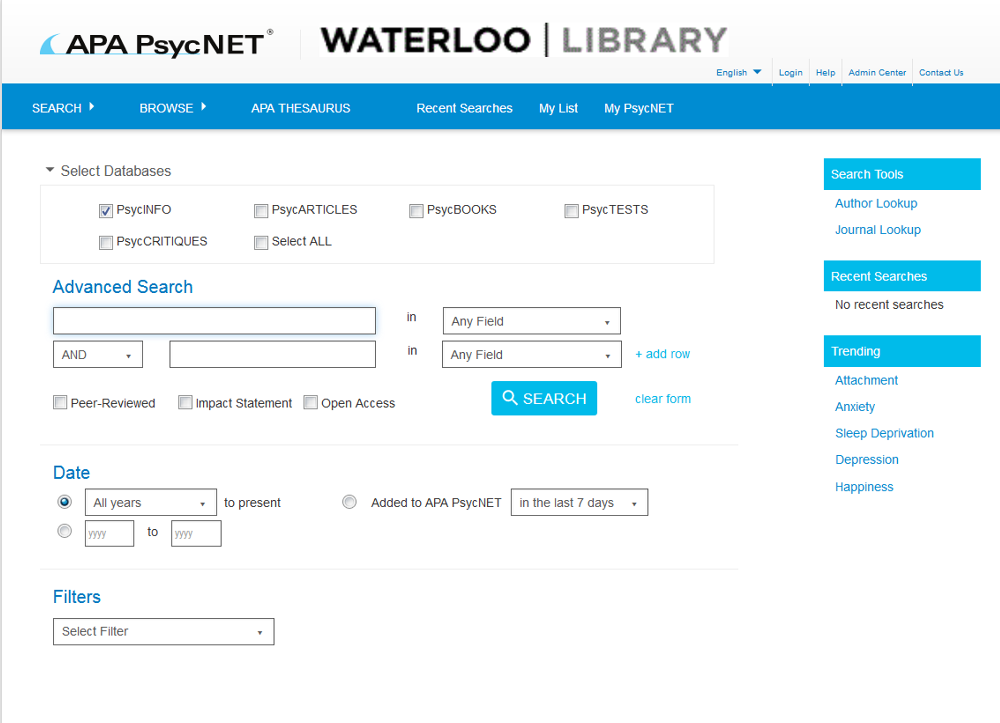 APA PsycNET®
WATERLOO | LIBRARY
English Login Help Admin Center Contact Us
SEARCH BROWSE APA THESAURUS Recent Searches My List My PsycNET
Select Databases
PsycINFO PsycARTICLES PsycBOOKS PsycTESTS
PsycCRITIQUES Select ALL
Advanced Search
in Any Field
AND in Any Field + add row
Peer-Reviewed Impact Statement Open Access SEARCH clear form
Date
All years to present Added to APA PsycNET in the last 7 days
yyyy to yyyy
Filters
Select Filter
Search Tools
Author Lookup
Journal Lookup
Recent Searches
No recent searches
Trending
Attachment
Anxiety
Sleep Deprivation
Depression
Happiness